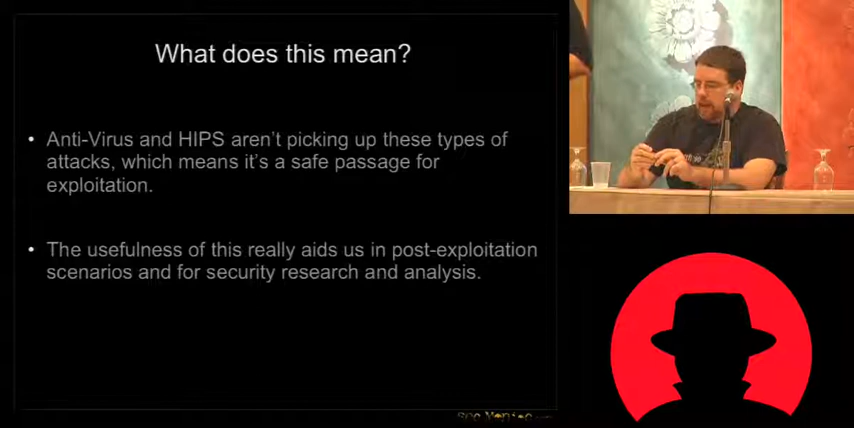 What does this mean?
• Anti-Virus and HIPS aren't picking up these types of
attacks, which means it's a safe passage for
exploitation.
• The usefulness of this really aids us in post-exploitation
scenarios and for security research and analysis.